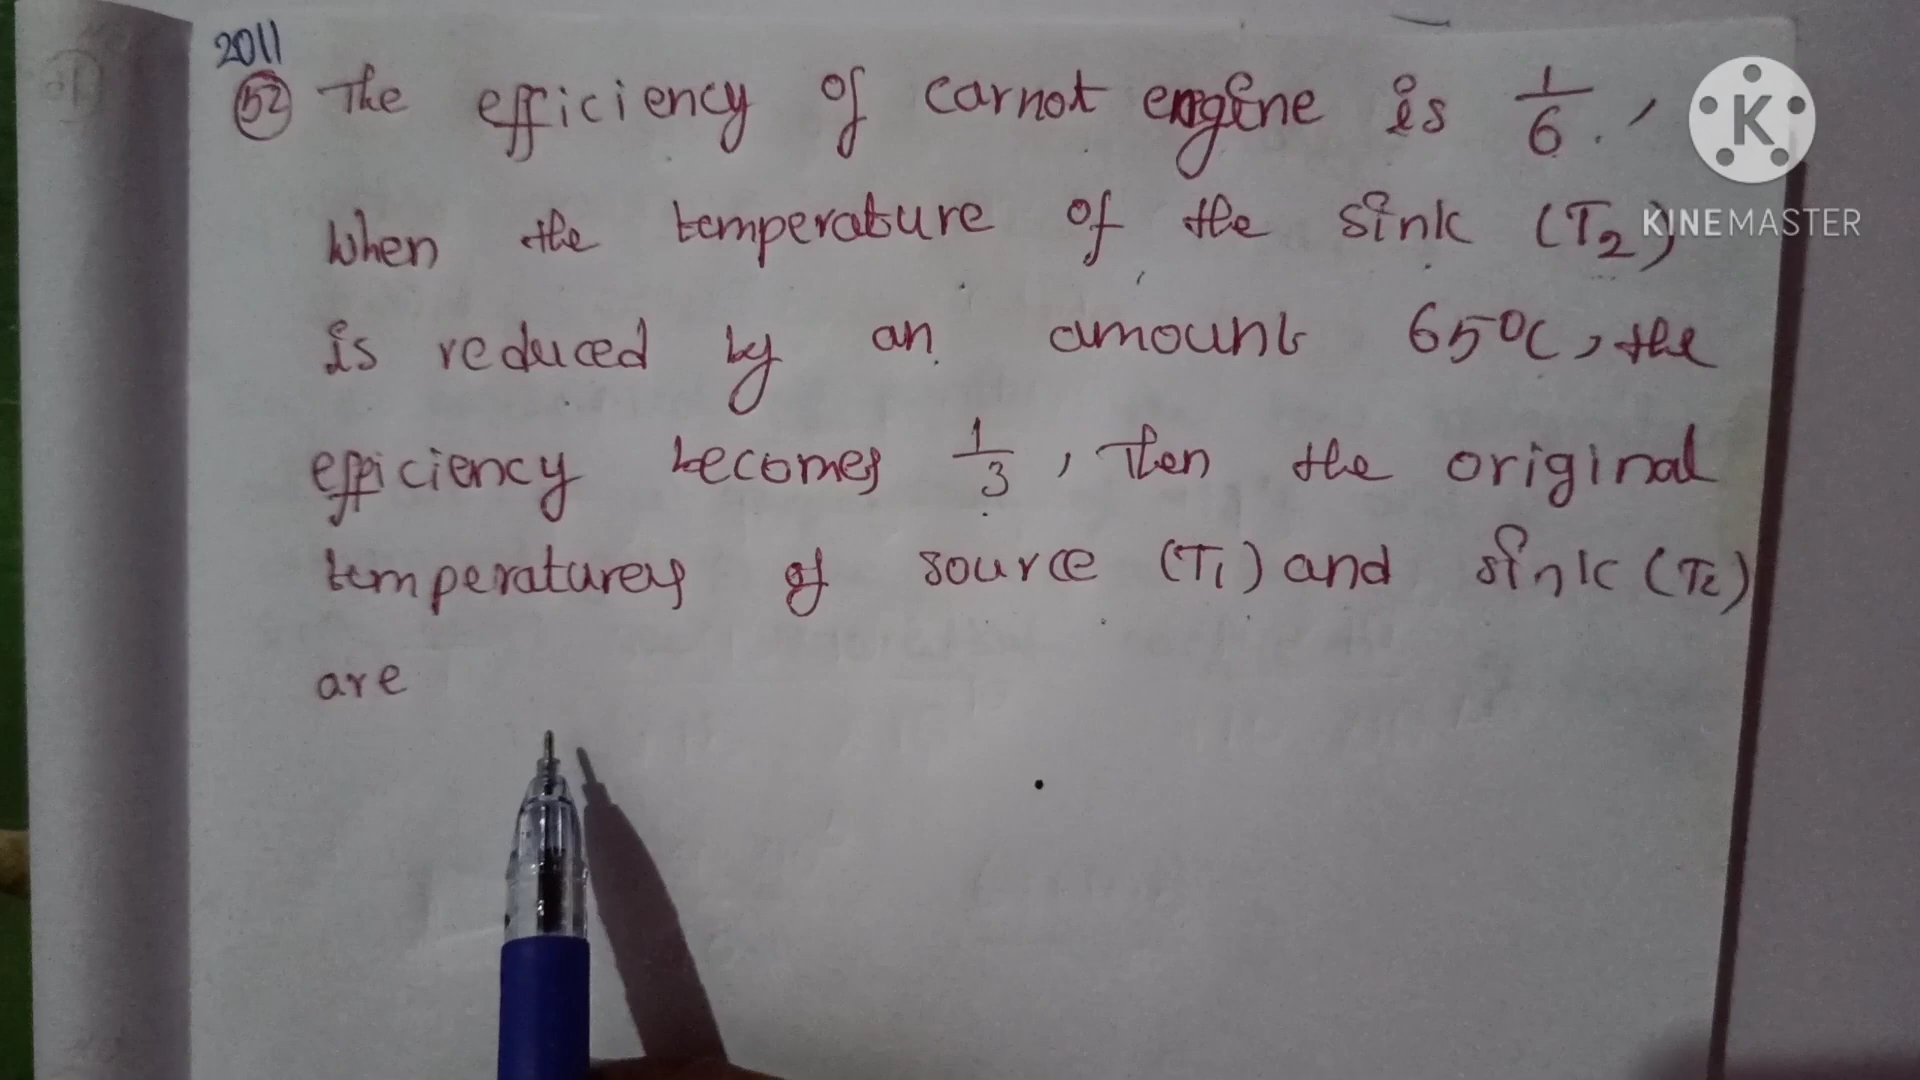 2011
52 The efficiency of carnot engine is 1/6.,
When the temperature of the sink (T2)
is reduced by an amount 65°C, the
efficiency becomes 1/3, Then the original
temperatures of source (T1) and sink (T2)
are
K
KINEMASTER